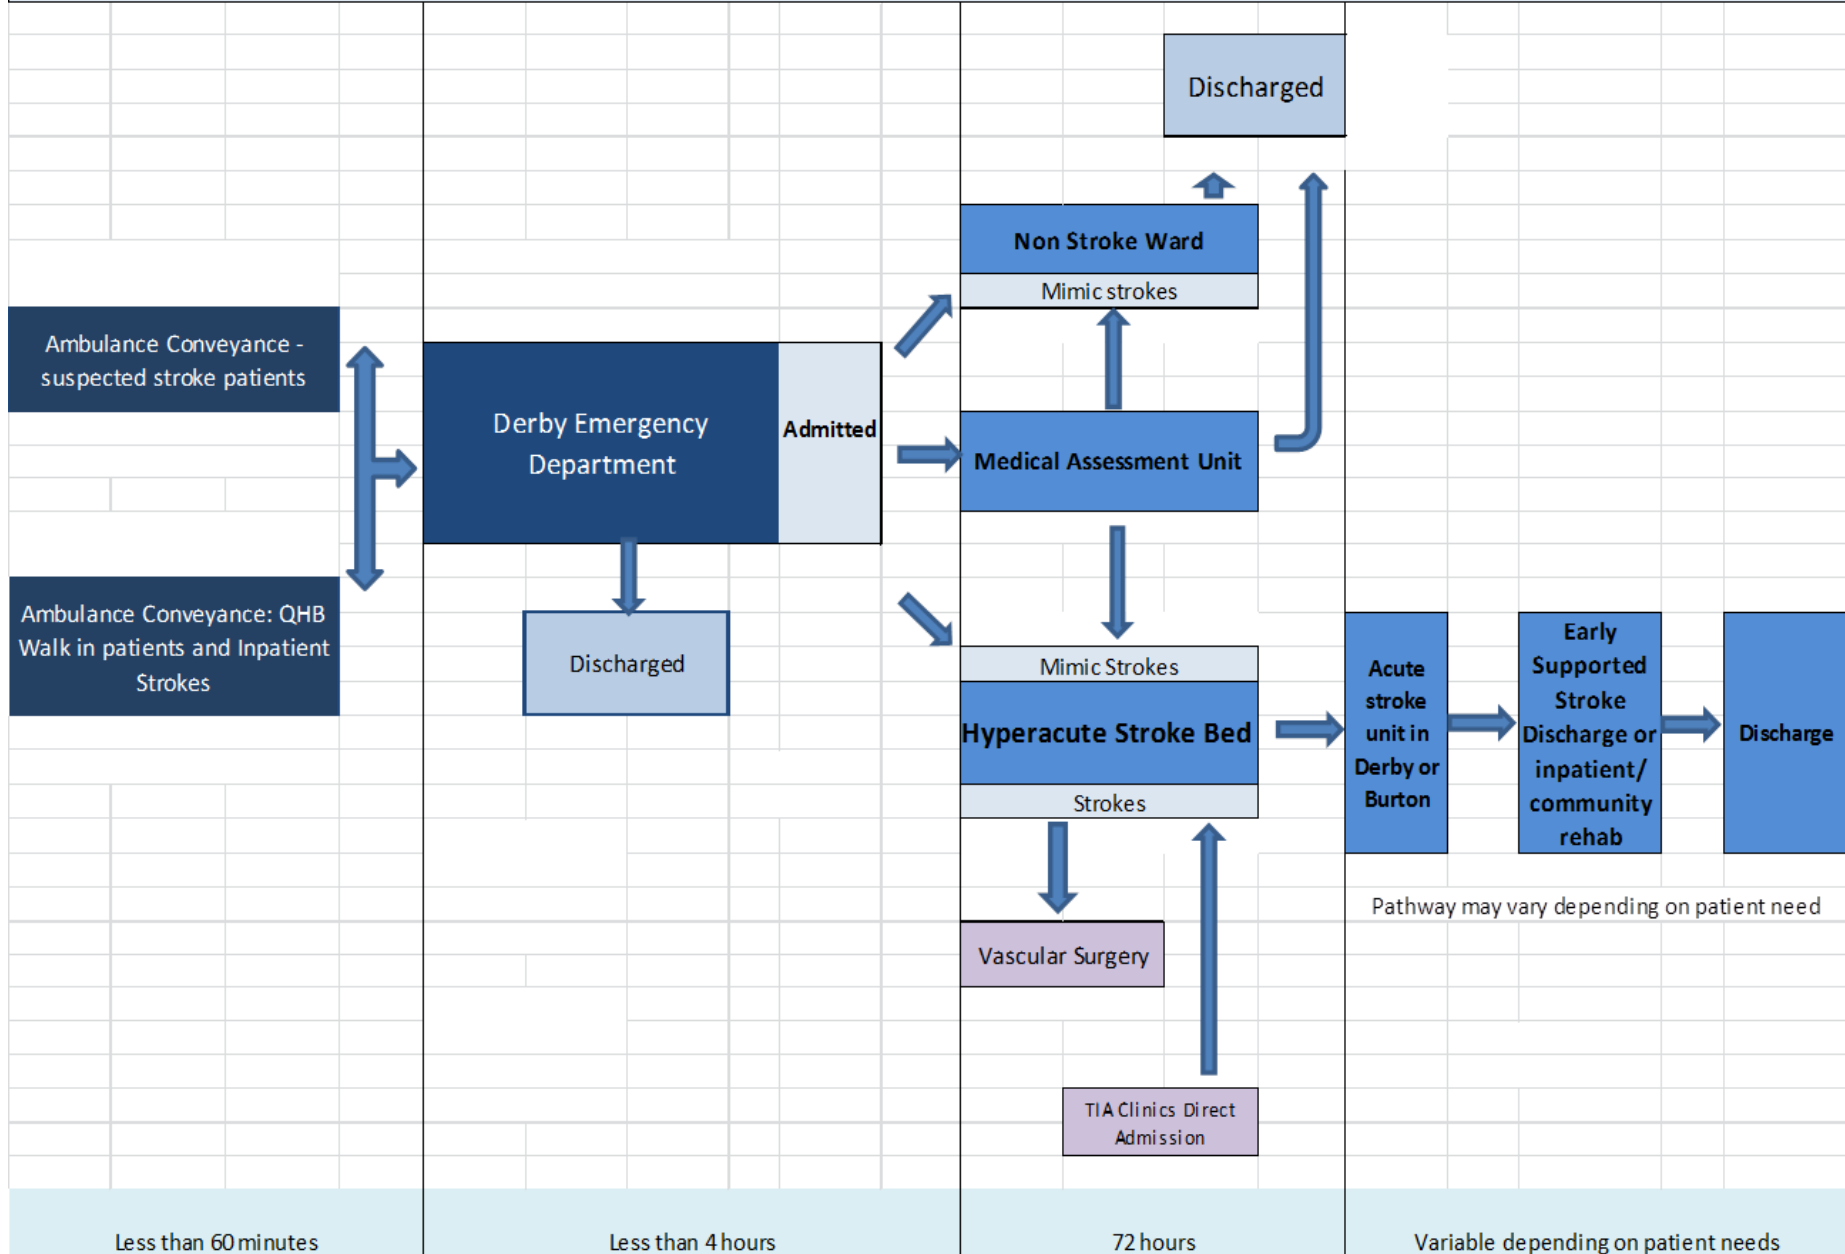 Discharged
Non Stroke Ward
Mimic strokes
Ambulance Conveyance -
suspected stroke patients
Derby Emergency
Department
Admitted
Medical Assessment Unit
Ambulance Conveyance: QHB
Walk in patients and Inpatient
Strokes
Discharged
Mimic Strokes
Hyperacute Stroke Bed
Strokes
Acute
stroke
unit in
Derby or
Burton
Early
Supported
Stroke
Discharge or
inpatient/
community
rehab
Discharge
Pathway may vary depending on patient need
Vascular Surgery
TIA Clinics Direct
Admission
Less than 60 minutes
Less than 4 hours
72 hours
Variable depending on patient needs